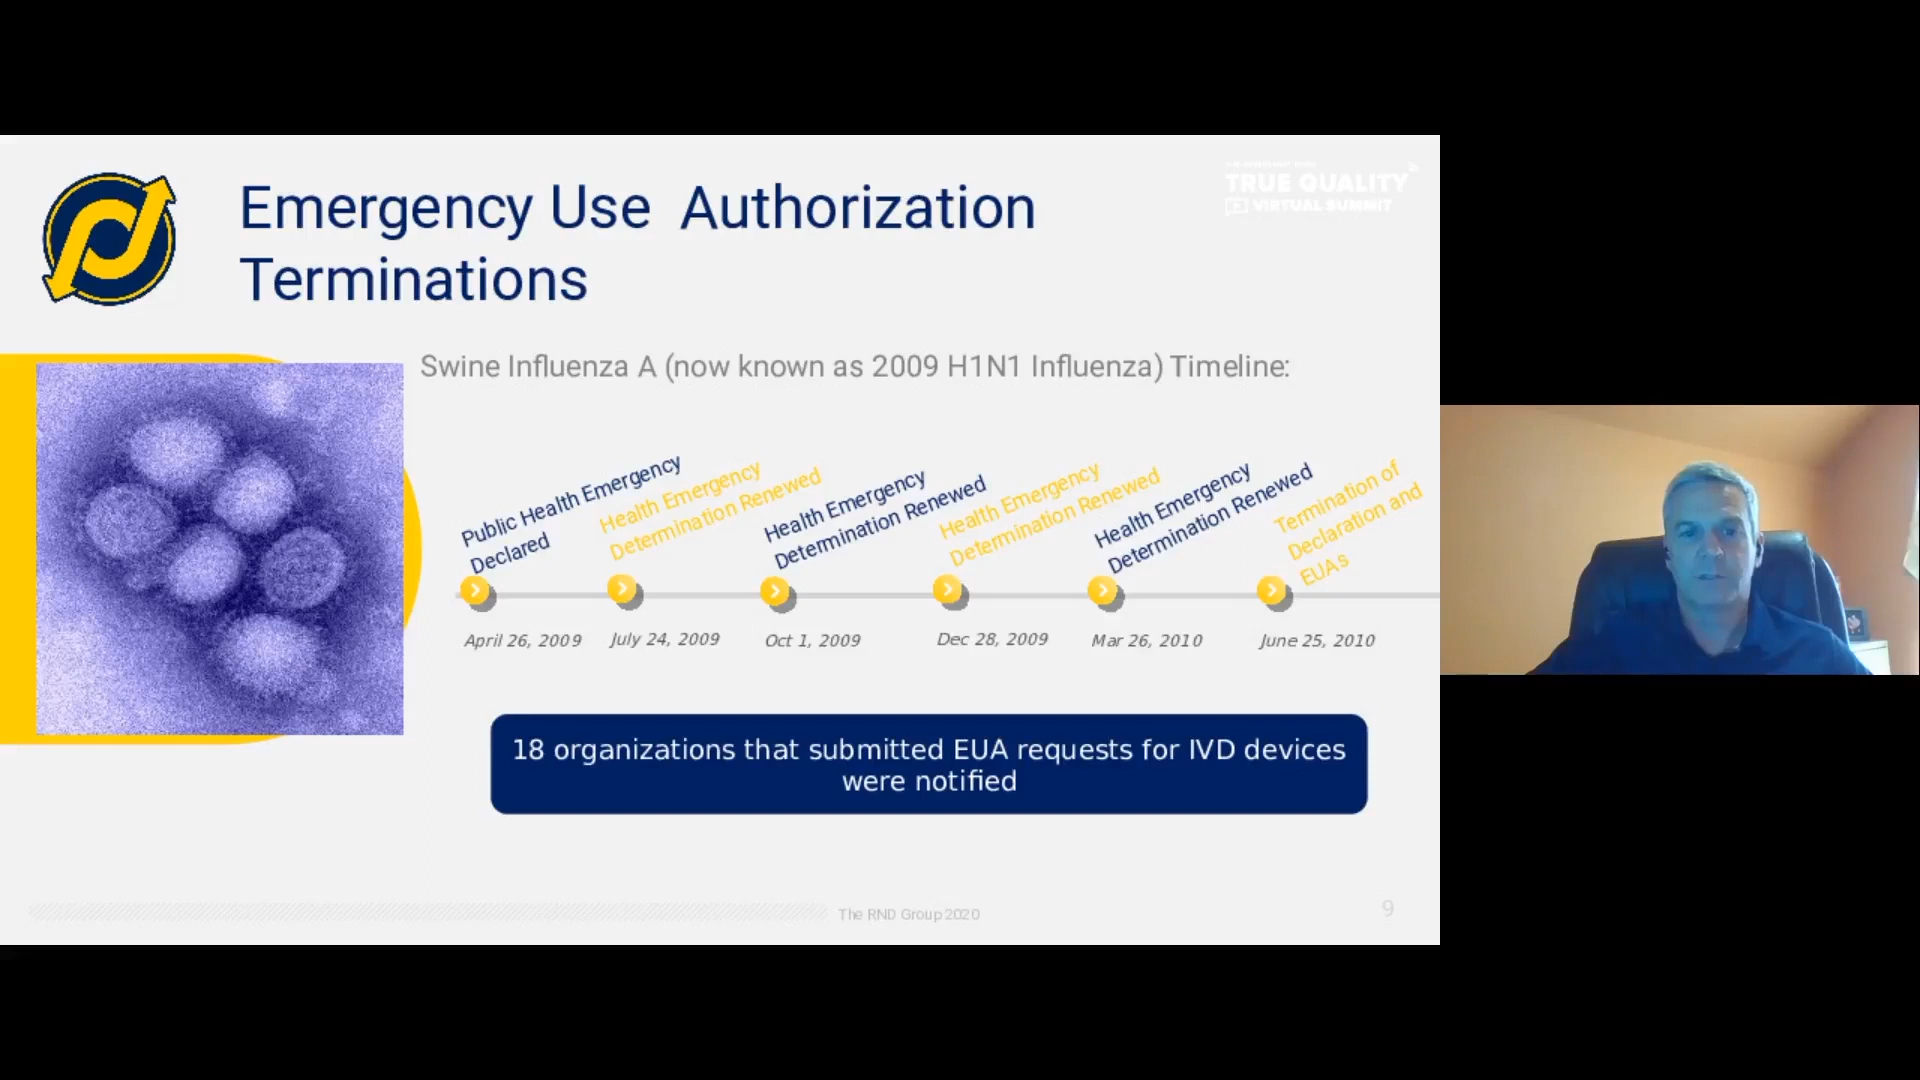 TRUE QUALITY
VIRTUAL SUMMIT
Emergency Use Authorization
Terminations
Swine Influenza A (now known as 2009 H1N1 Influenza) Timeline:
Public Health Emergency
Declared
Health Emergency
Determination Renewed
Health Emergency
Determination Renewed
Health Emergency
Determination Renewed
Health Emergency
Determination Renewed
Termination of
Declaration and
EUAs
April 26, 2009
July 24, 2009
Oct 1, 2009
Dec 28, 2009
Mar 26, 2010
June 25, 2010
18 organizations that submitted EUA requests for IVD devices
were notified
The RND Group 2020
9